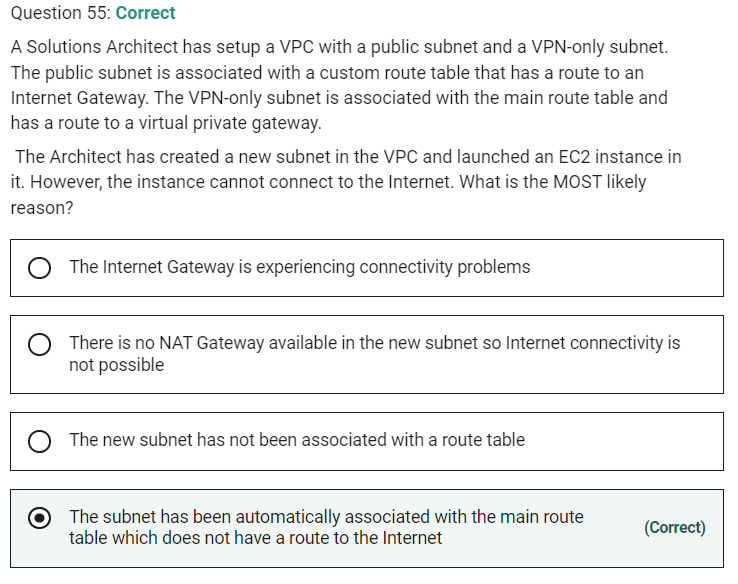 Question 55: Correct
A Solutions Architect has setup a VPC with a public subnet and a VPN-only subnet.
The public subnet is associated with a custom route table that has a route to an
Internet Gateway. The VPN-only subnet is associated with the main route table and
has a route to a virtual private gateway.
The Architect has created a new subnet in the VPC and launched an EC2 instance in
it. However, the instance cannot connect to the Internet. What is the MOST likely
reason?
The Internet Gateway is experiencing connectivity problems
There is no NAT Gateway available in the new subnet so Internet connectivity is
not possible
The new subnet has not been associated with a route table
The subnet has been automatically associated with the main route
table which does not have a route to the Internet
(Correct)